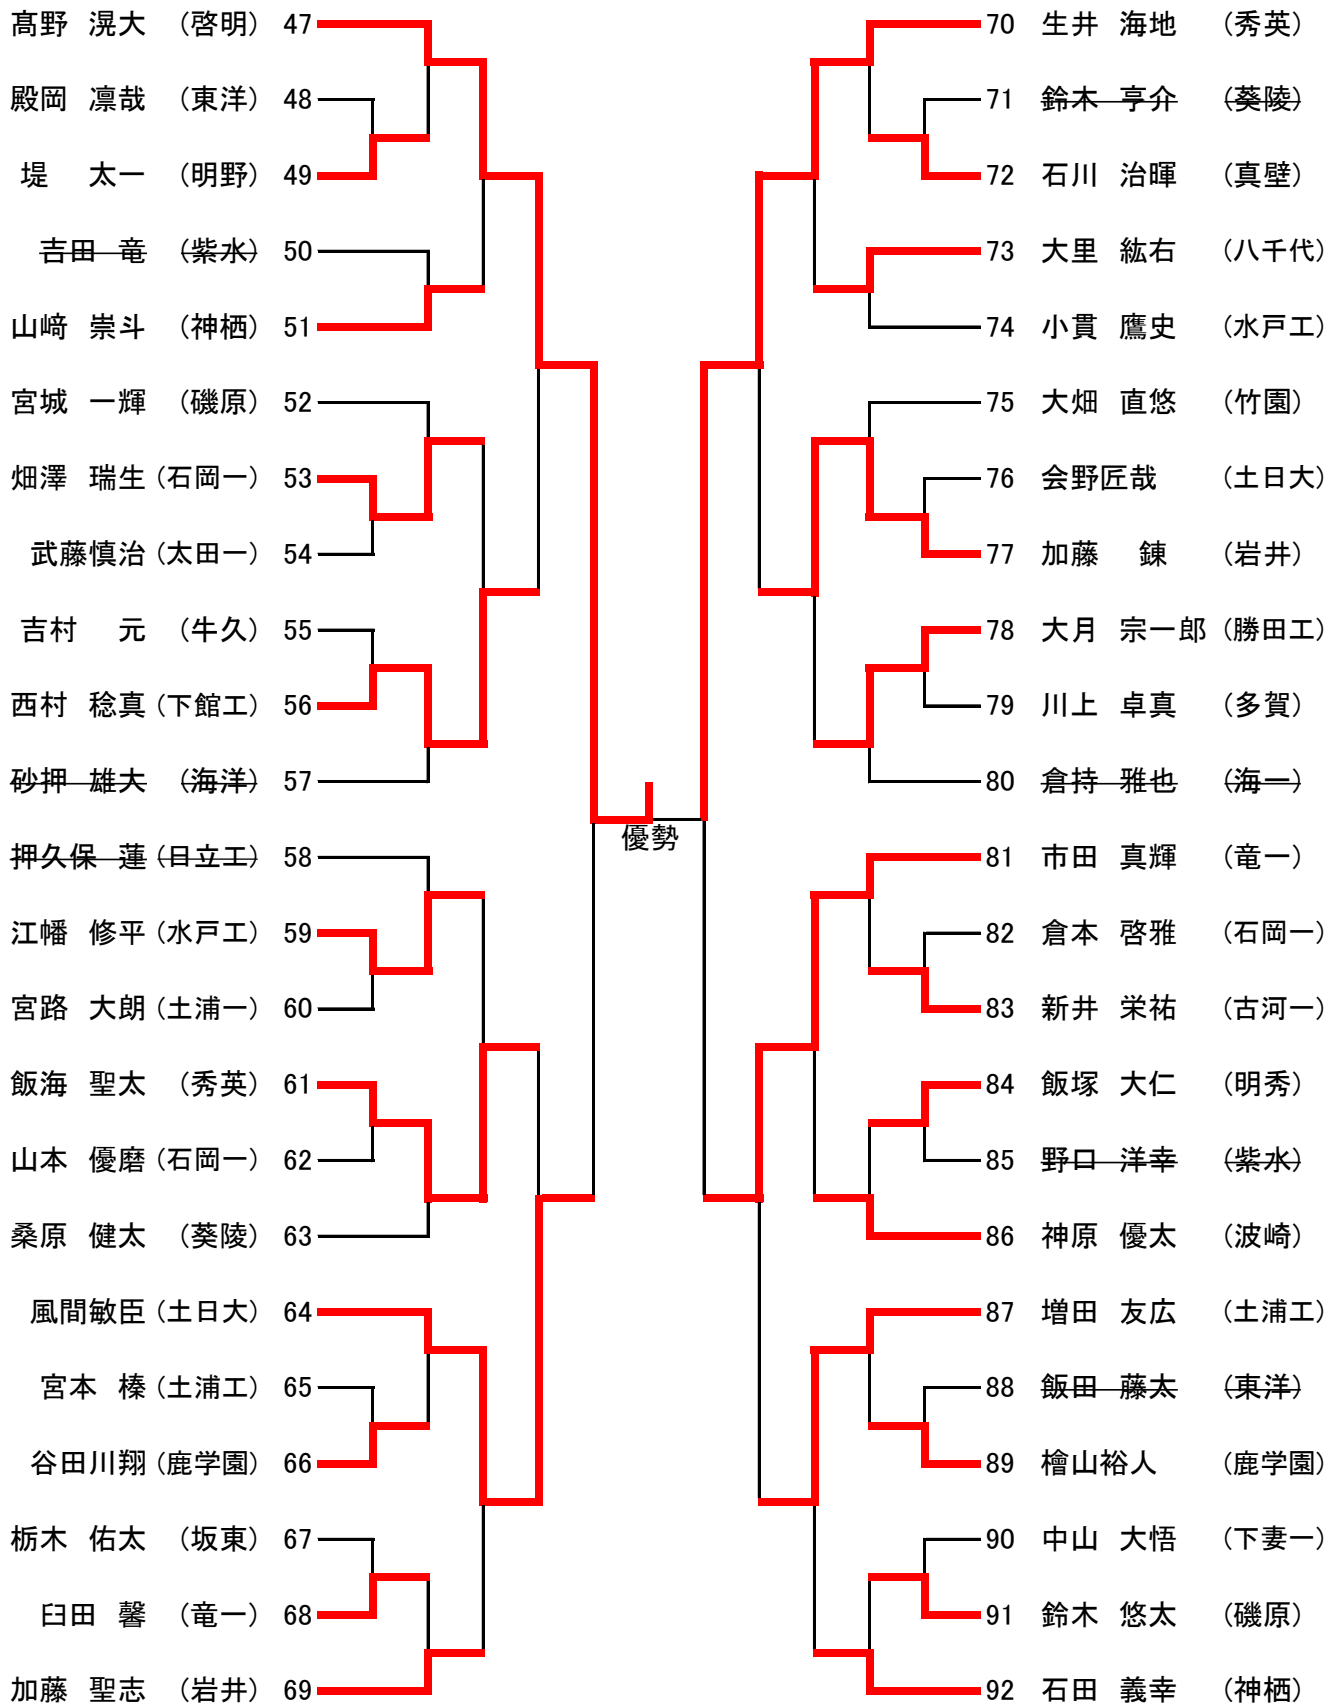 髙野 滉大 (啓明) 47
殿岡 凛哉 (東洋) 48
堤 太一 (明野) 49
吉田 竜 (紫水) 50
山﨑 崇斗 (神栖) 51
宮城 一輝 (磯原) 52
畑澤 瑞生 (石岡一) 53
武藤慎治 (太田一) 54
吉村 元 (牛久) 55
西村 稔真 (下館工) 56
砂押 雄大 (海洋) 57
押久保 蓮 (日立工) 58
江幡 修平 (水戸工) 59
宮路 大朗 (土浦一) 60
飯海 聖太 (秀英) 61
山本 優磨 (石岡一) 62
桑原 健太 (葵陵) 63
風間敏臣 (土日大) 64
宮本 榛 (土浦工) 65
谷田川翔 (鹿学園) 66
栃木 佑太 (坂東) 67
臼田 馨 (竜一) 68
加藤 聖志 (岩井) 69
優勢
70 生井 海地 (秀英)
71 鈴木 亨介 (葵陵)
72 石川 治暉 (真壁)
73 大里 紘右 (八千代)
74 小貫 鷹史 (水戸工)
75 大畑 直悠 (竹園)
76 会野匠哉 (土日大)
77 加藤 錬 (岩井)
78 大月 宗一郎 (勝田工)
79 川上 卓真 (多賀)
80 倉持 雅也 (海一)
81 市田 真輝 (竜一)
82 倉本 啓雅 (石岡一)
83 新井 栄祐 (古河一)
84 飯塚 大仁 (明秀)
85 野口 洋幸 (紫水)
86 神原 優太 (波崎)
87 増田 友広 (土浦工)
88 飯田 藤太 (東洋)
89 檜山裕人 (鹿学園)
90 中山 大悟 (下妻一)
91 鈴木 悠太 (磯原)
92 石田 義幸 (神栖)